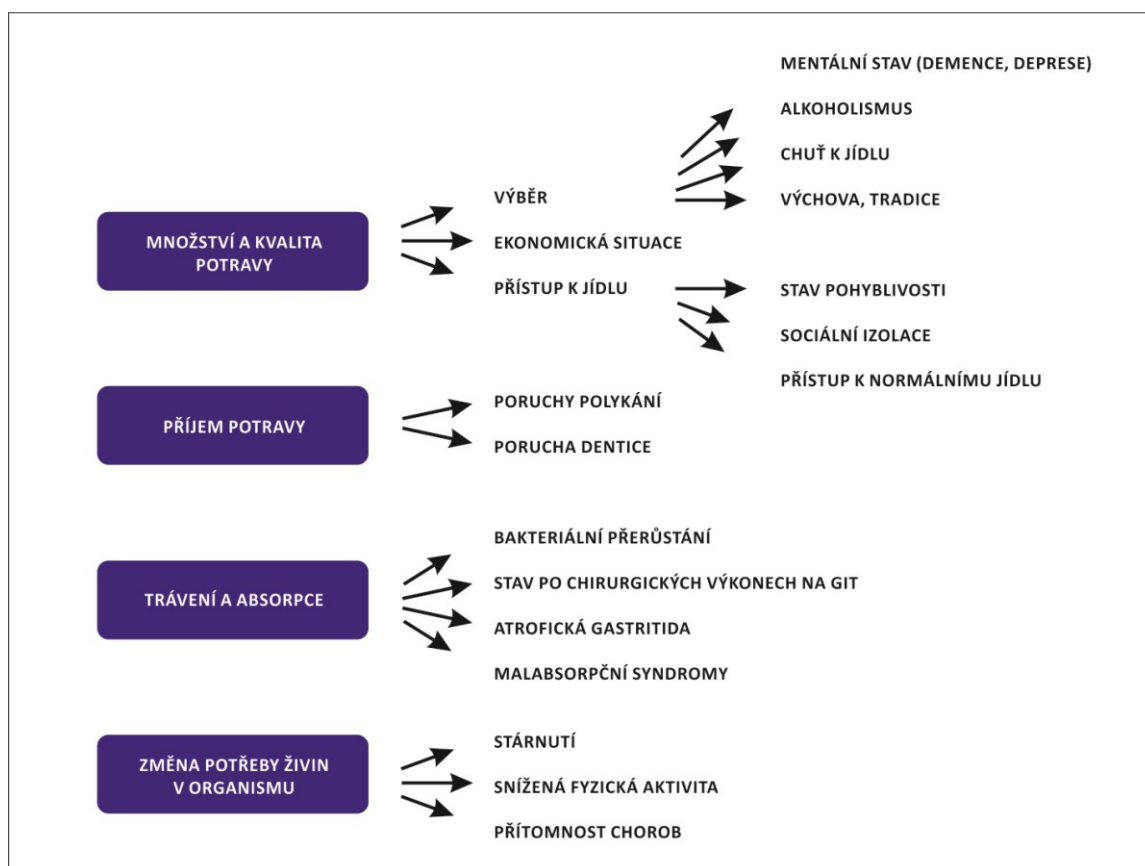 MENTÁLNÍ STAV (DEMENCE, DEPRESE)
ALKOHOLISMUS
CHUŤ K JÍDLU
VÝCHOVA, TRADICE
VÝBĚR
EKONOMICKÁ SITUACE
PŘÍSTUP K JÍDLU
MNOŽSTVÍ A KVALITA
POTRAVY
STAV POHYBLIVOSTI
SOCIÁLNÍ IZOLACE
PŘÍSTUP K NORMÁLNÍMU JÍDLU
PŘÍJEM POTRAVY
PORUCHY POLYKÁNÍ
PORUCHA DENTICE
TRÁVENÍ A ABSORPCE
BAKTERIÁLNÍ PŘERŮSTÁNÍ
STAV PO CHIRURGICKÝCH VÝKONECH NA GIT
ATROFICKÁ GASTRITIDA
MALABSORPČNÍ SYNDROMY
ZMĚNA POTŘEBY ŽIVIN
V ORGANISMU
STÁRNUTÍ
SNÍŽENÁ FYZICKÁ AKTIVITA
PŘÍTOMNOST CHOROB